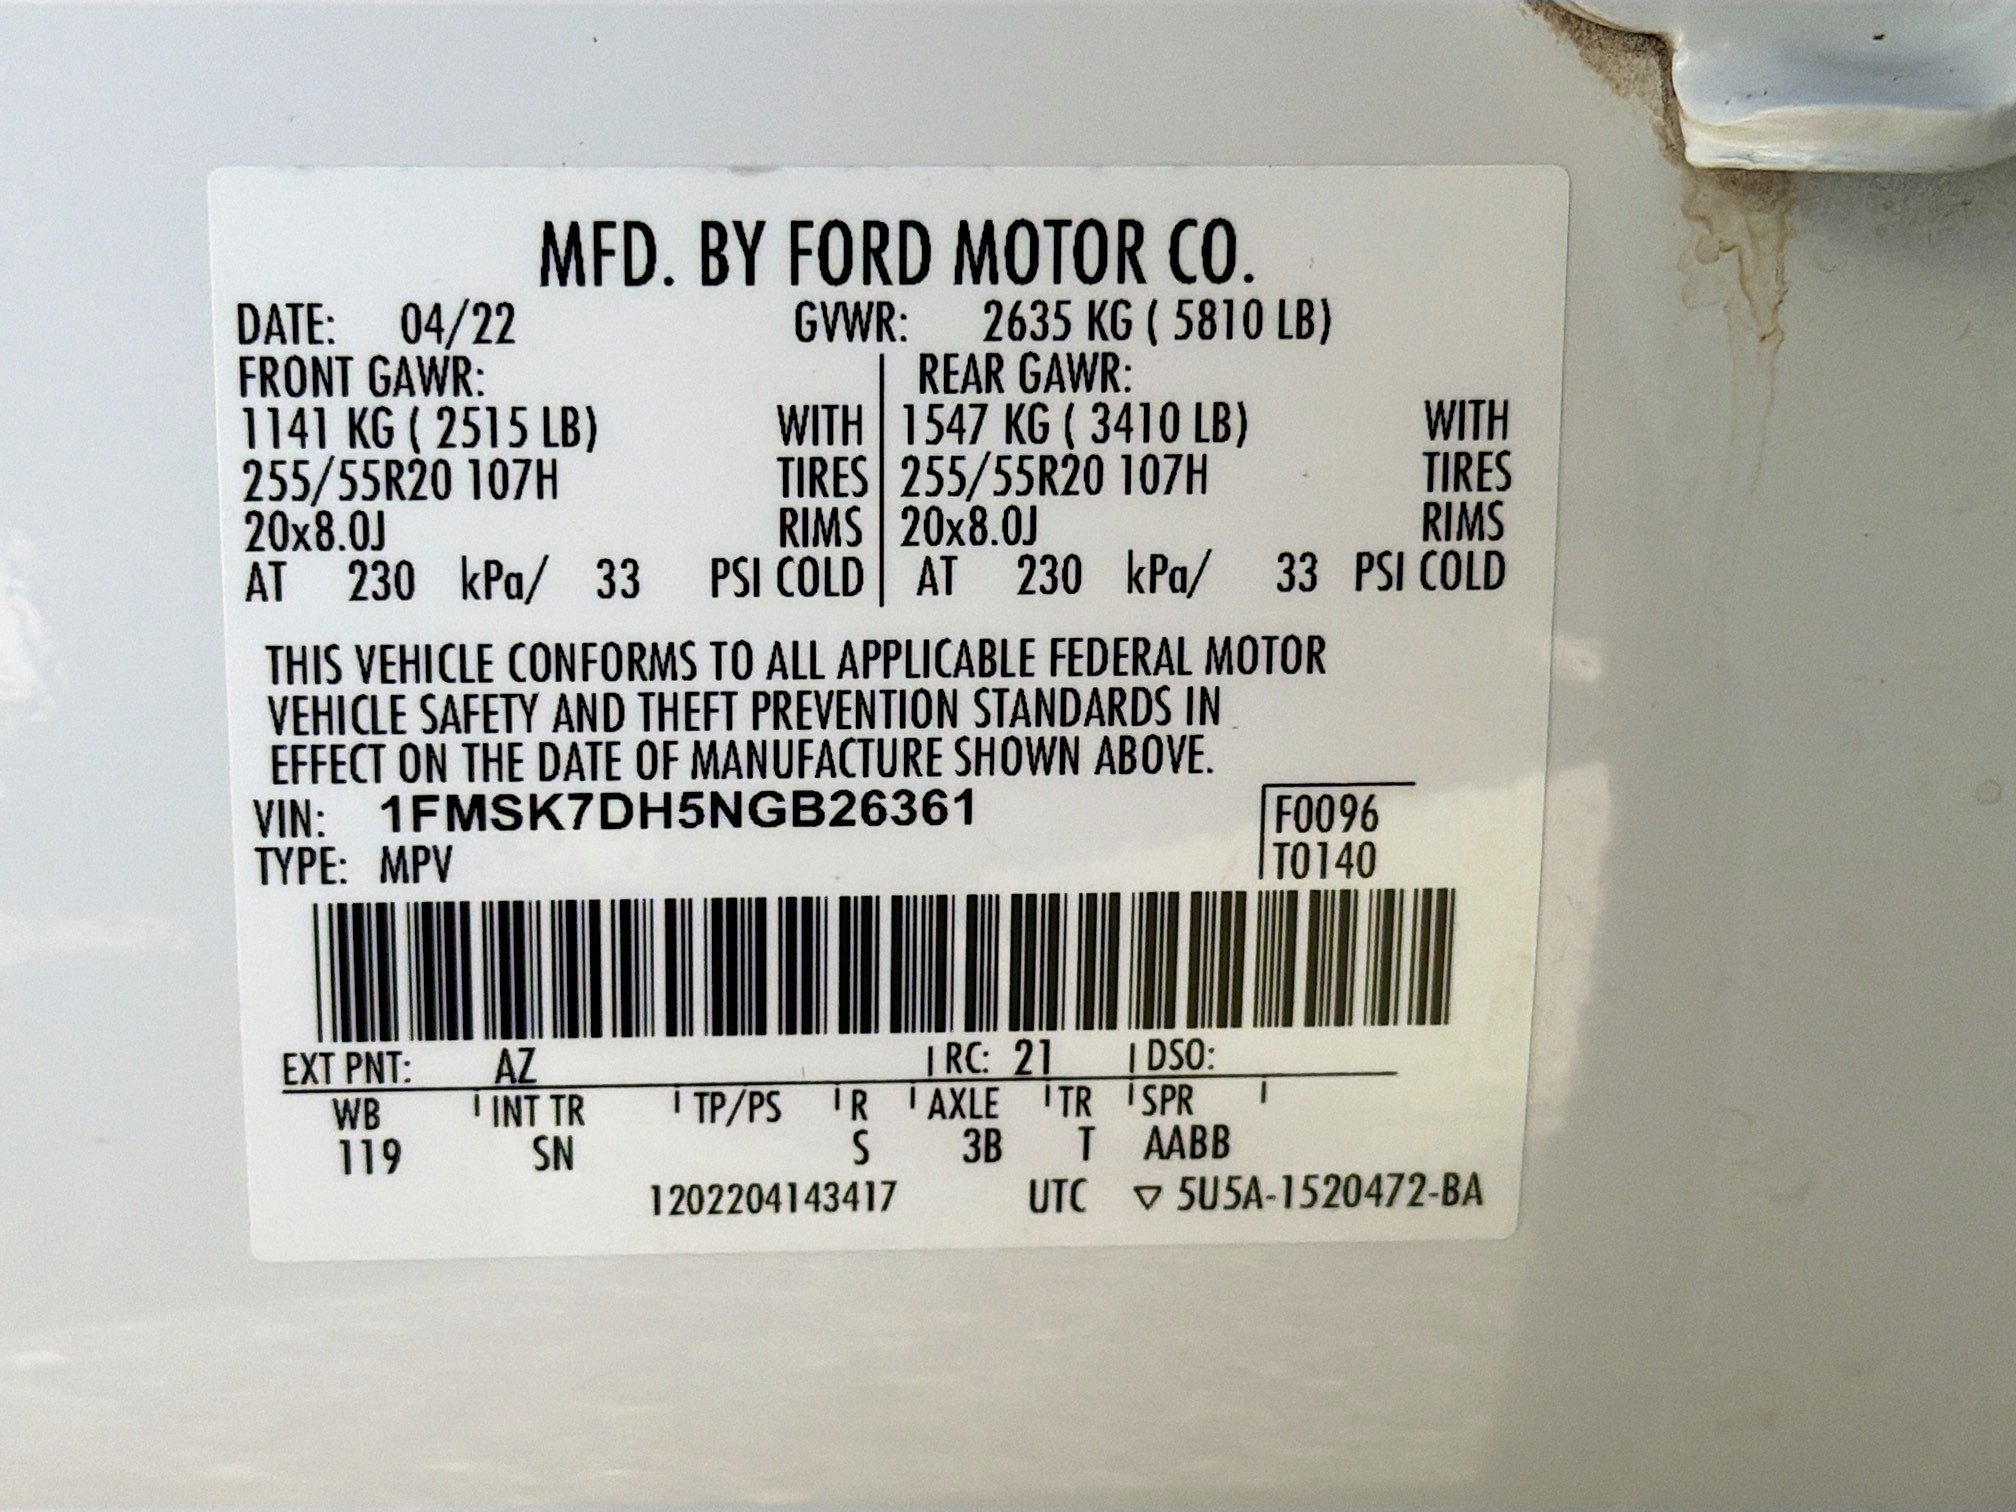 MFD. BY FORD MOTOR CO.
DATE: 04/22 GVWR: 2635 KG ( 5810 LB)
FRONT GAWR: REAR GAWR:
1141 KG ( 2515 LB) WITH 1547 KG ( 3410 LB) WITH
255/55R20 107H TIRES 255/55R20 107H TIRES
20x8.0J RIMS 20x8.0J RIMS
AT 230 kPa/ 33 PSI COLD AT 230 kPa/ 33 PSI COLD
THIS VEHICLE CONFORMS TO ALL APPLICABLE FEDERAL MOTOR
VEHICLE SAFETY AND THEFT PREVENTION STANDARDS IN
EFFECT ON THE DATE OF MANUFACTURE SHOWN ABOVE.
VIN: 1FMSK7DH5NGB26361 F0096
TYPE: MPV T0140
EXT PNT: AZ RC: 21 DSO:
WB INT TR TP/PS R AXLE TR SPR
119 SN S 3B T AABB
1202204143417 UTC ▽ 5U5A-1520472-BA